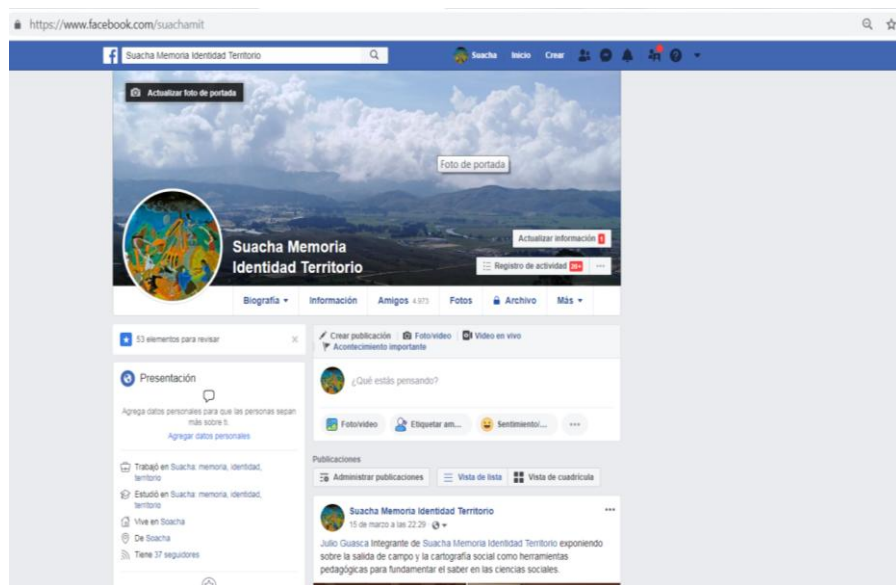 https://www.facebook.com/suachamit
Suacha Memoria Identidad Territorio
Suacha Inicio Crear
Actualizar foto de portada
Foto de portada
Suacha Memoria
Identidad Territorio
Actualizar información 1
Registro de actividad 20+ ...
Biografía Información Amigos 4.973 Fotos Archivo Más
53 elementos para revisar
Crear publicación Foto/video Video en vivo
Acontecimiento importante
¿Qué estás pensando?
Foto/video Etiquetar am... Sentimiento/... ...
Presentación
Agrega datos personales para que las personas sepan
más sobre ti.
Agregar datos personales
Trabajó en Suacha: memoria, identidad,
territorio
Estudió en Suacha: memoria, identidad,
territorio
Vive en Soacha
De Soacha
Tiene 37 seguidores
Publicaciones
Administrar publicaciones Vista de lista Vista de cuadrícula
Suacha Memoria Identidad Territorio
15 de marzo a las 22:29
Julio Guasca Integrante de Suacha Memoria Identidad Territorio exponiendo
sobre la salida de campo y la cartografía social como herramientas
pedagógicas para fundamentar el saber en las ciencias sociales.